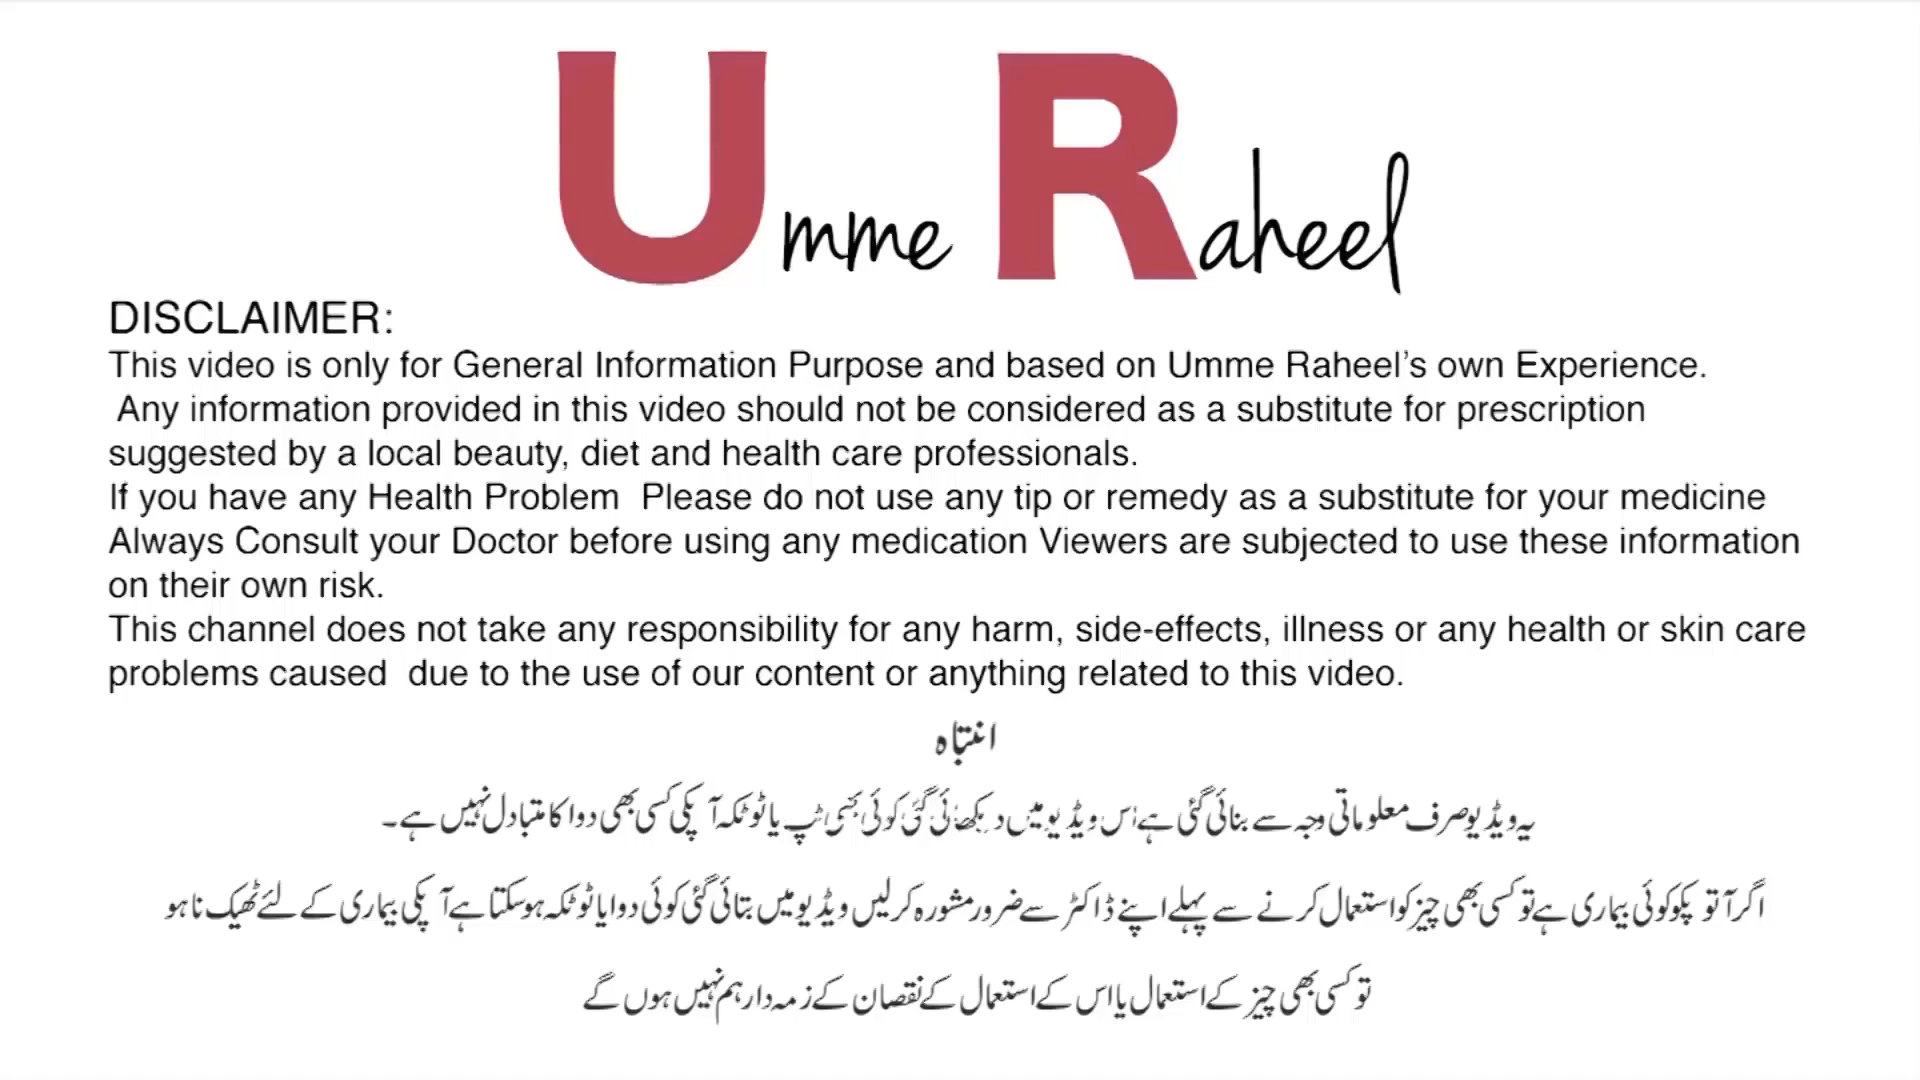 Umme Raheel
DISCLAIMER:
This video is only for General Information Purpose and based on Umme Raheel’s own Experience.
Any information provided in this video should not be considered as a substitute for prescription
suggested by a local beauty, diet and health care professionals.
If you have any Health Problem  Please do not use any tip or remedy as a substitute for your medicine
Always Consult your Doctor before using any medication Viewers are subjected to use these information
on their own risk.
This channel does not take any responsibility for any harm, side-effects, illness or any health or skin care
problems caused  due to the use of our content or anything related to this video.
انتباہ
یہ ویڈیو صرف معلوماتی وجہ سے بنائی گئی ہے اس ویڈیو میں دیکھائی گئی کوئی بھی ٹپ یا ٹوٹکہ آپکی کسی بھی دوا کا متبادل نہیں ہے۔
اگر آتو پکو کوئی بیماری ہے تو کسی بھی چیز کو استعمال کرنے سے پہلے اپنے ڈاکٹر سے ضرور مشورہ کرلیں ویڈیو میں بتائی گئی کوئی دوا یا ٹوٹکہ ہوسکتا ہے آپکی بیماری کے لئے ٹھیک نا ہو
تو کسی بھی چیز کے استعمال یا اس کے استعمال کے نقصان کے زمہ دار ہم نہیں ہوں گے